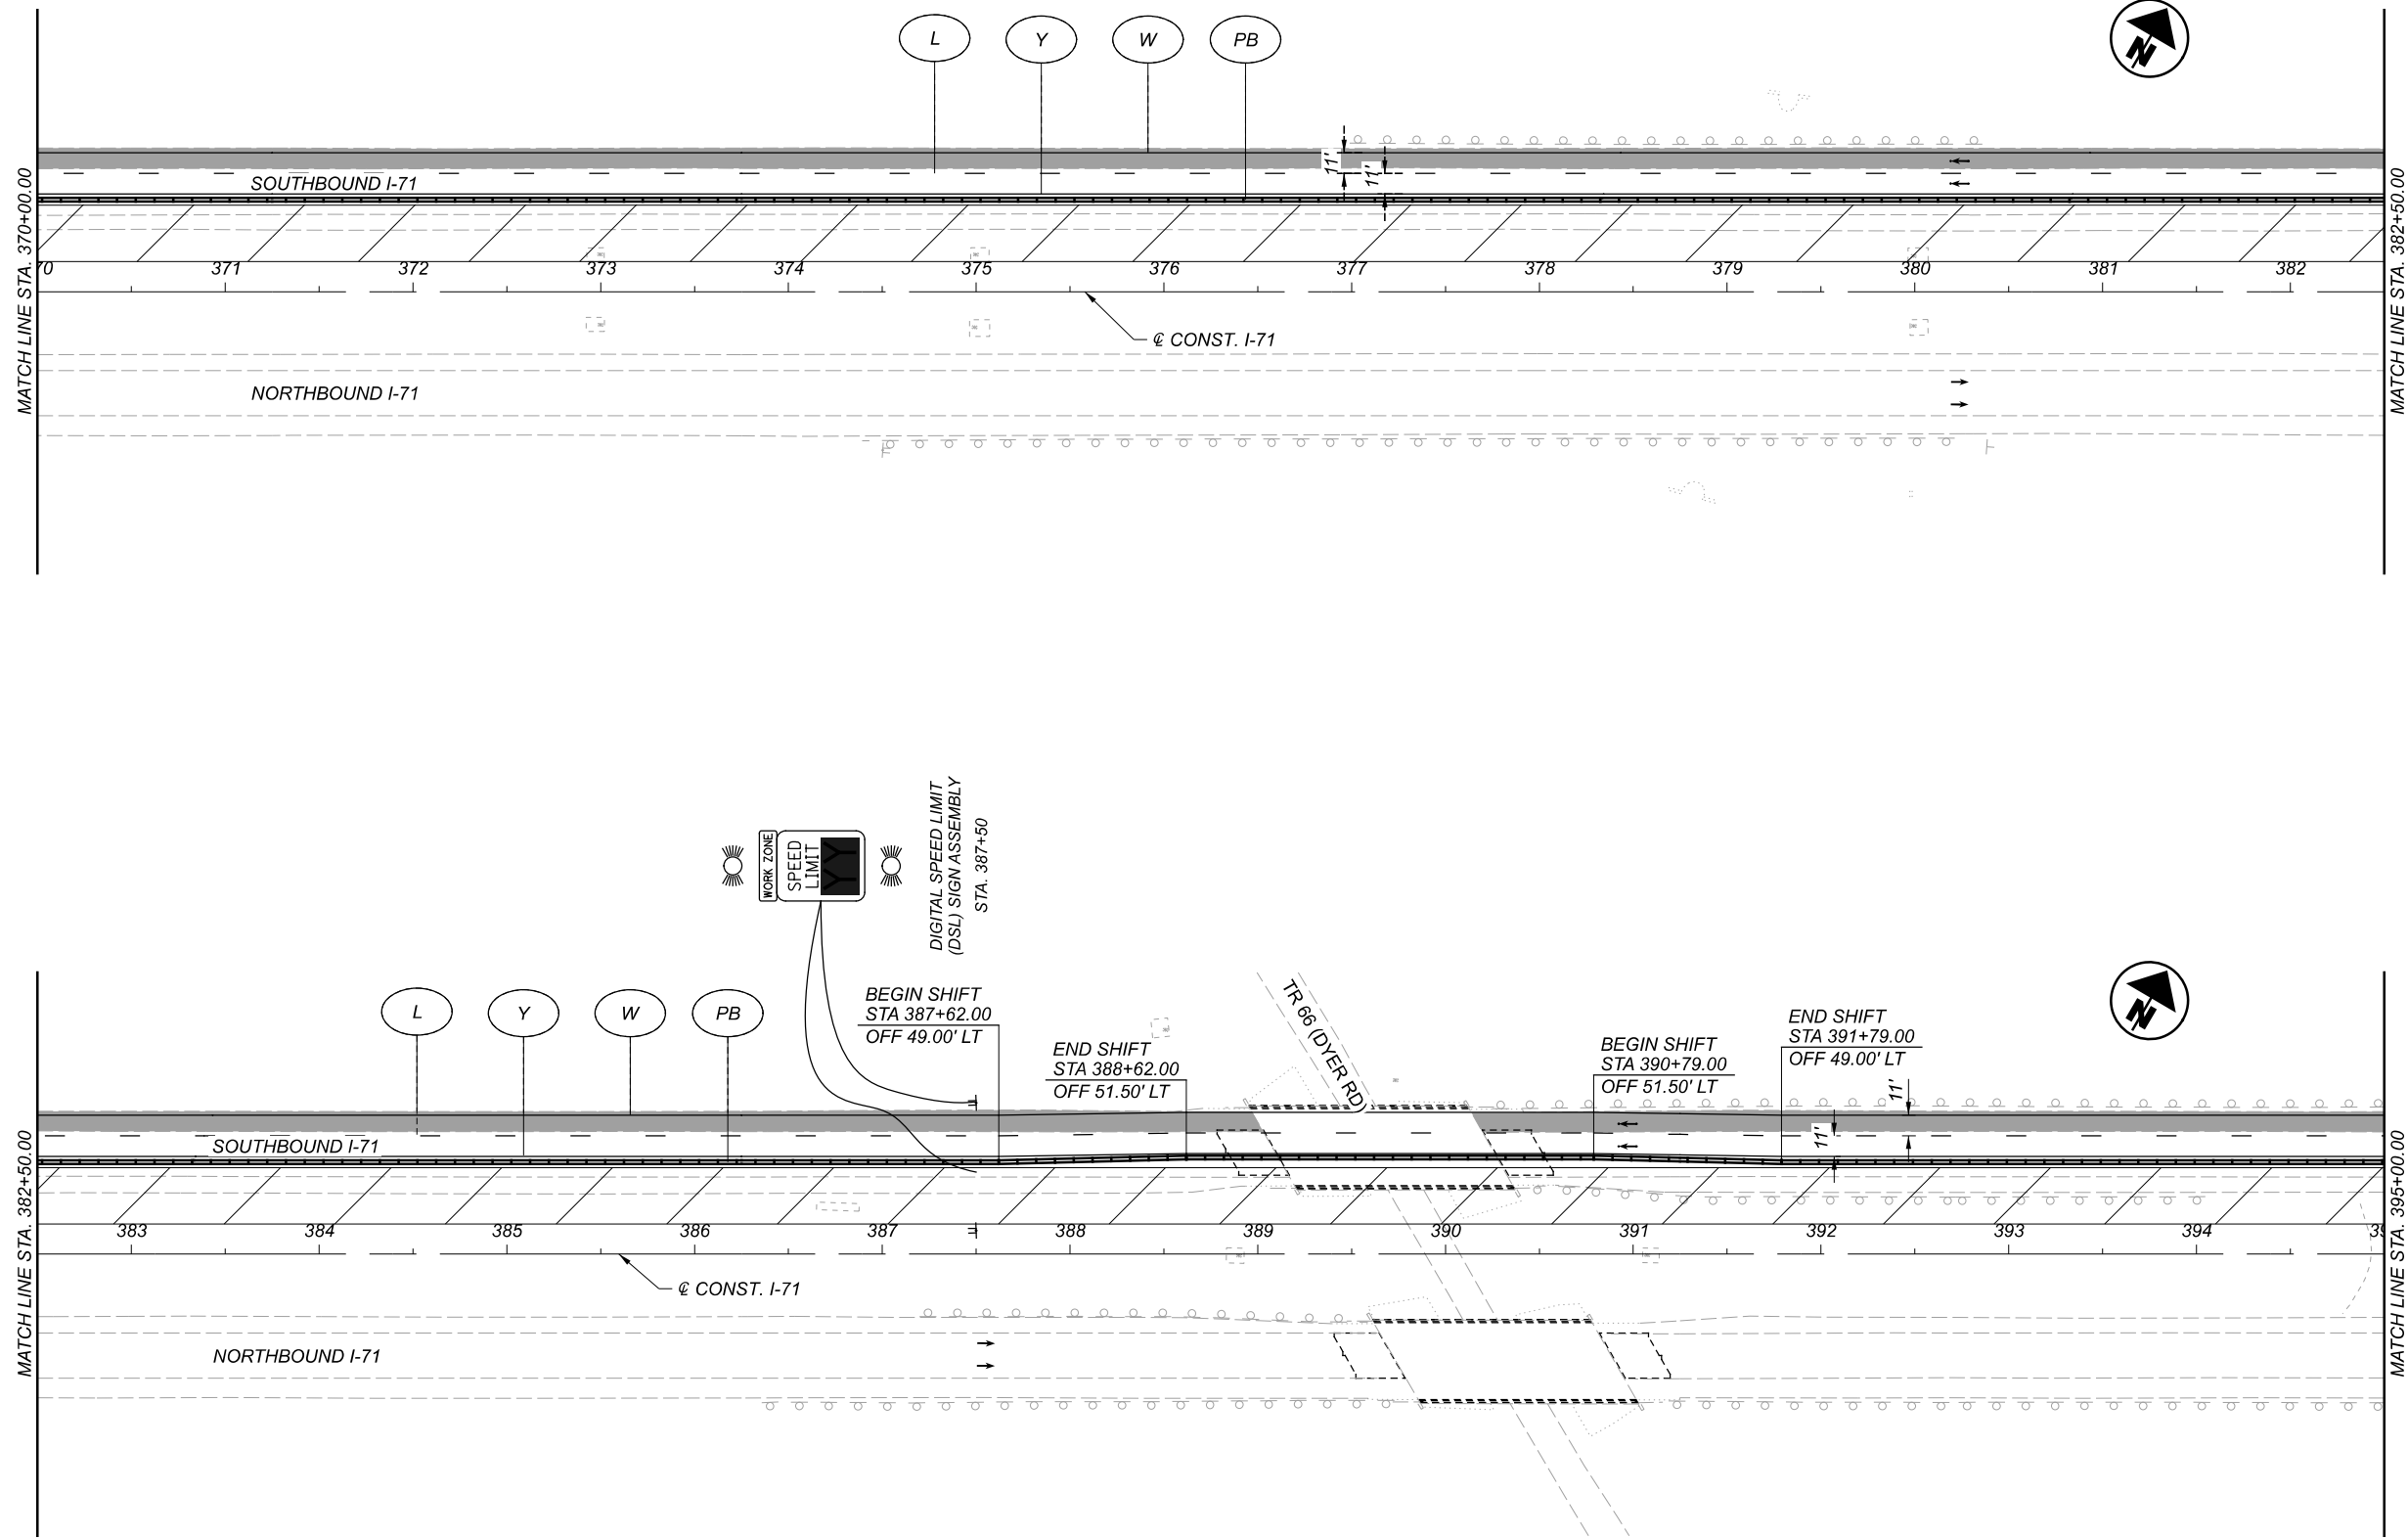 L
Y
W
PB
N
11'
11'
SOUTHBOUND I-71
MATCH LINE STA. 370+00.00
MATCH LINE STA. 382+50.00
70
371
372
373
374
375
376
377
378
379
380
381
382
℄ CONST. I-71
NORTHBOUND I-71
WORK ZONE
SPEED
LIMIT
YY
DIGITAL SPEED LIMIT
(DSL) SIGN ASSEMBLY
STA. 387+50
L
Y
W
PB
BEGIN SHIFT
STA 387+62.00
OFF 49.00' LT
END SHIFT
STA 388+62.00
OFF 51.50' LT
TR 66 (DYER RD)
BEGIN SHIFT
STA 390+79.00
OFF 51.50' LT
END SHIFT
STA 391+79.00
OFF 49.00' LT
N
11'
11'
SOUTHBOUND I-71
MATCH LINE STA. 382+50.00
MATCH LINE STA. 395+00.00
383
384
385
386
387
388
389
390
391
392
393
394
39
℄ CONST. I-71
NORTHBOUND I-71